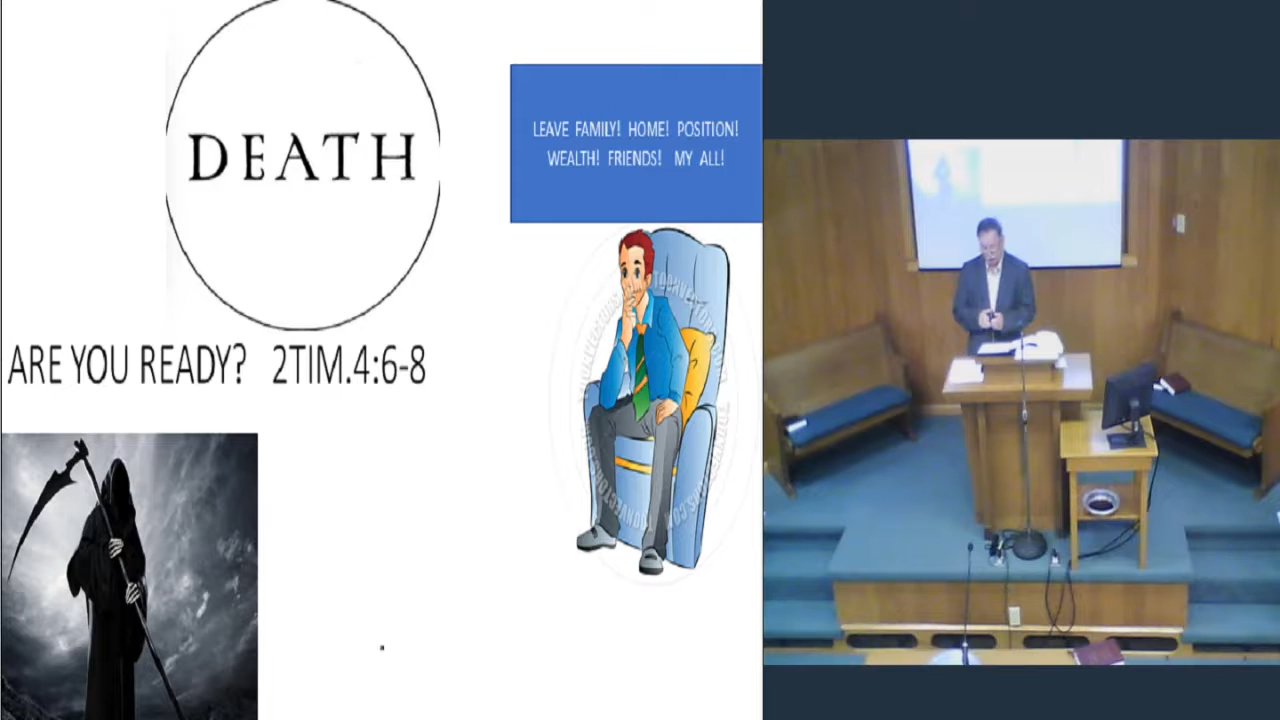 DEATH
LEAVE FAMILY! HOME! POSITION!
WEALTH! FRIENDS! MY ALL!
ARE YOU READY? 2TIM.4:6-8